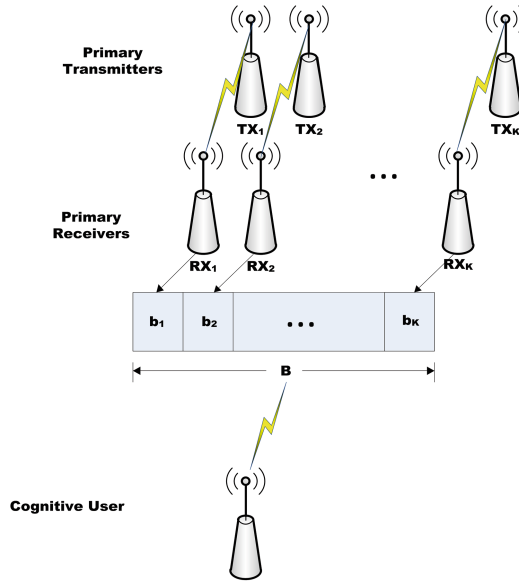 Primary
Transmitters
TX1 TX2 TXK
...
Primary
Receivers
RX1 RX2 RXK
b1 b2 ... bK
B
Cognitive User